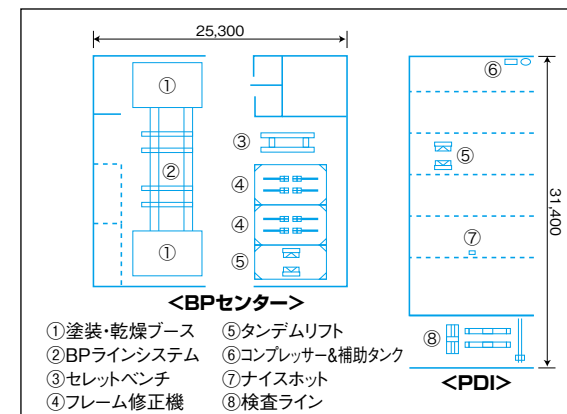 25,300
①
②
①
③
④
④
⑤
<BPセンター>
⑥
⑤
⑦
⑧
31,400
<PDI>
①塗装・乾燥ブース
②BPラインシステム
③セレットベンチ
④フレーム修正機
⑤タンデムリフト
⑥コンプレッサー&補助タンク
⑦ナイスホット
⑧検査ライン